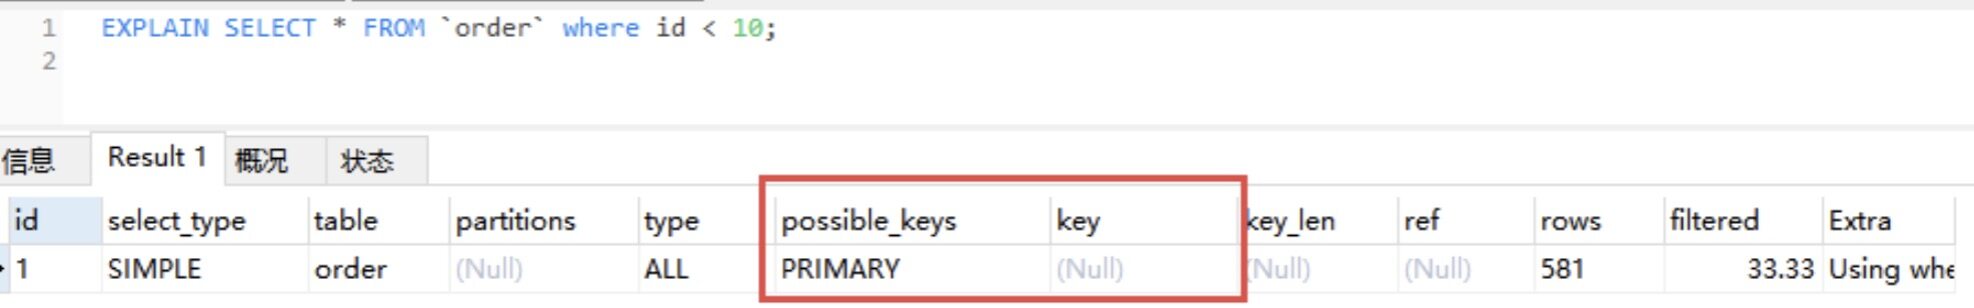 1 EXPLAIN SELECT * FROM `order` where id < 10;
2
信息 Result 1 概况 状态
id select_type table partitions type possible_keys key key_len ref rows filtered Extra
1 SIMPLE order (Null) ALL PRIMARY (Null) (Null) (Null) 581 33.33 Using whe